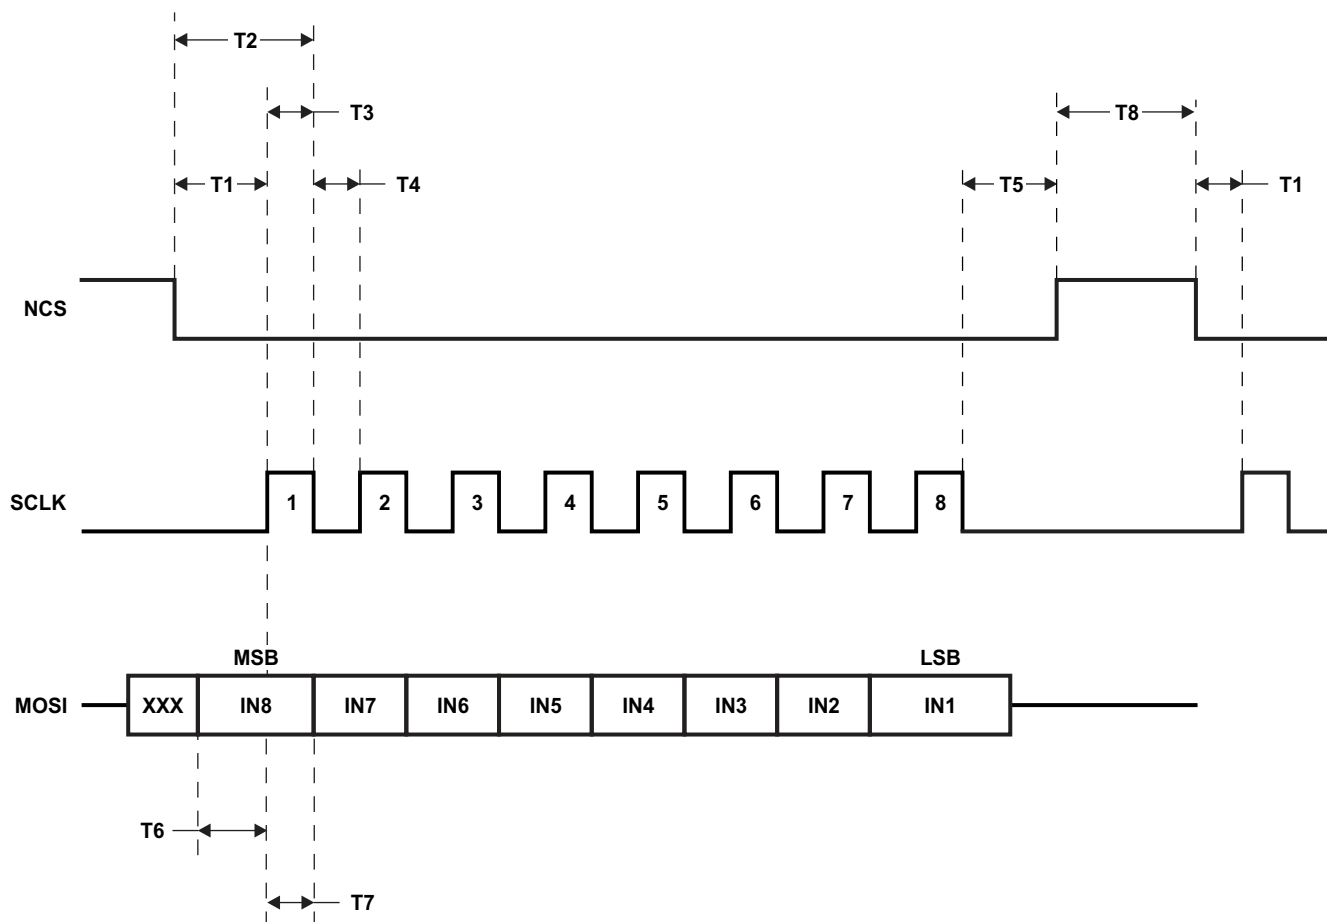 T2
T3
T8
T1 T4 T5 T1
NCS
SCLK 1 2 3 4 5 6 7 8
MSB LSB
MOSI XXX IN8 IN7 IN6 IN5 IN4 IN3 IN2 IN1
T6
T7